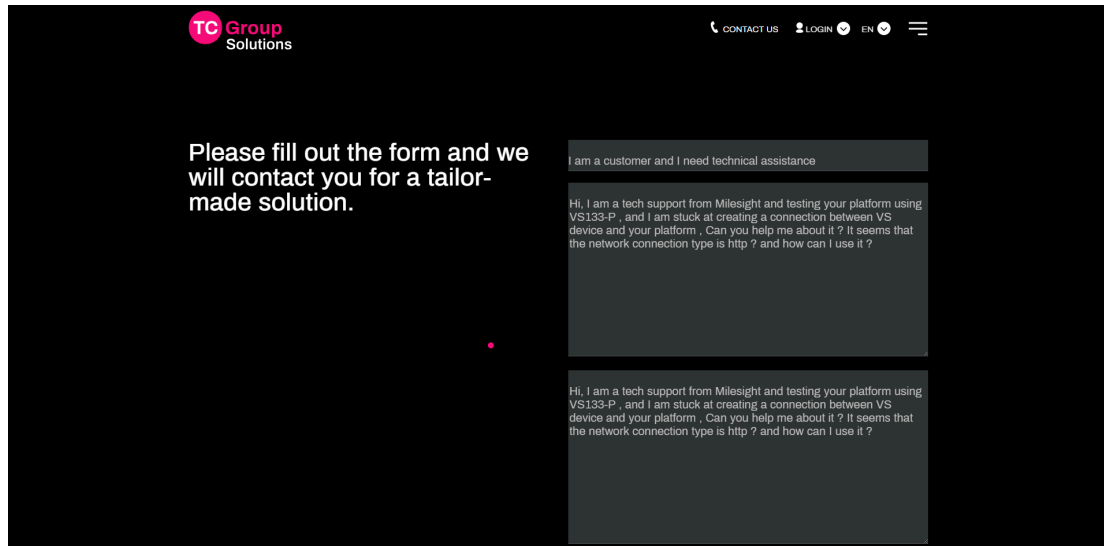 TC Group
Solutions
CONTACT US LOGIN EN
Please fill out the form and we
will contact you for a tailor-
made solution.
I am a customer and I need technical assistance
Hi, I am a tech support from Milesight and testing your platform using
VS133-P , and I am stuck at creating a connection between VS
device and your platform , Can you help me about it ? It seems that
the network connection type is http ? and how can I use it ?
Hi, I am a tech support from Milesight and testing your platform using
VS133-P , and I am stuck at creating a connection between VS
device and your platform , Can you help me about it ? It seems that
the network connection type is http ? and how can I use it ?